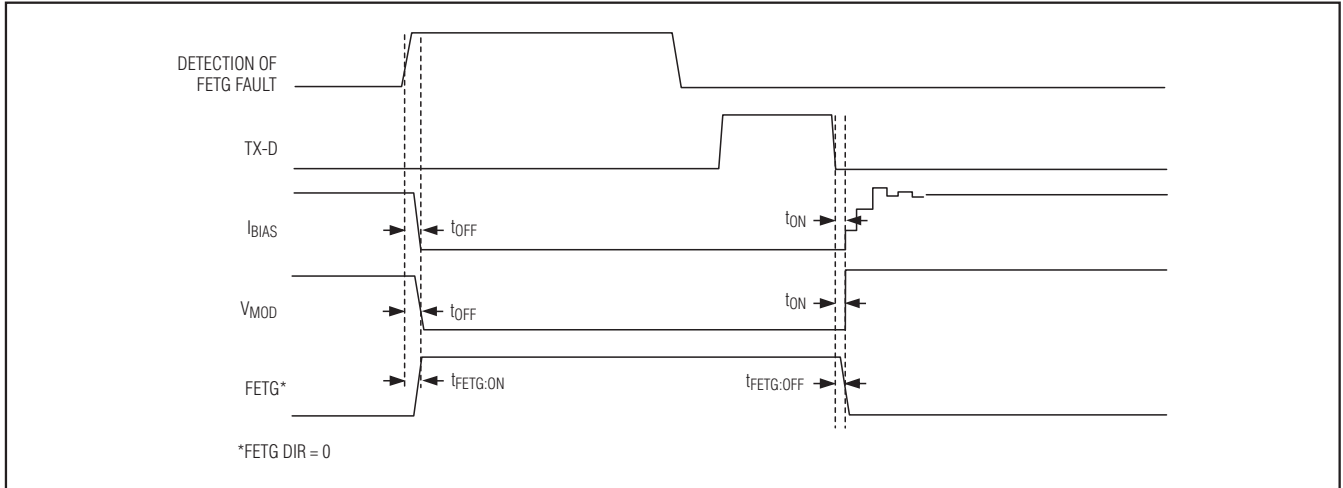 DETECTION OF
FETG FAULT
TX-D
IBIAS
tOFF
tON
VMOD
tOFF
tON
FETG*
tFETG:ON
tFETG:OFF
*FETG DIR = 0